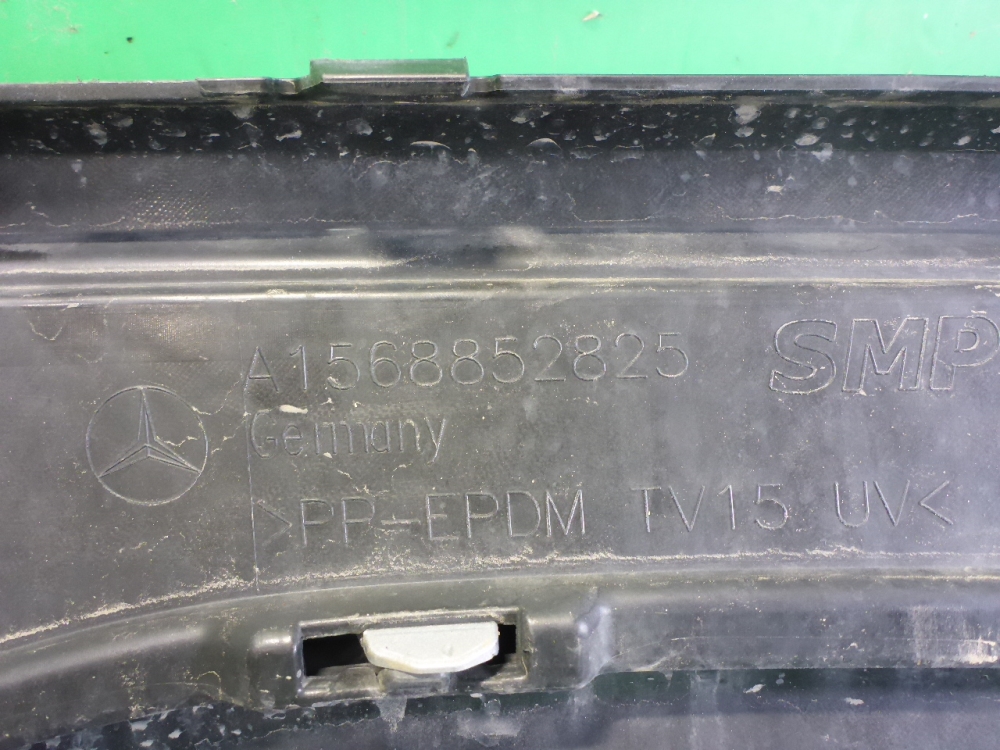 A1568852825 SMP
Germany
>PP-EPDM TV15 UV<